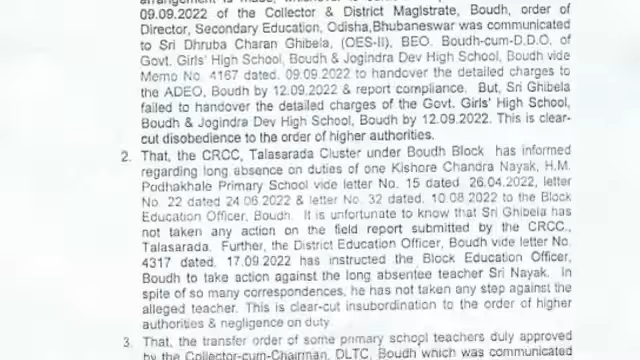 09.09.2022 of the Collector & District Magistrate, Boudh, order of
Director, Secondary Education, Odisha,Bhubaneswar was communicated
to Sri Dhruba Charan Ghibela, (OES-II), BEO. Boudh-cum-D.D.O. of
Govt. Girls' High School, Boudh & Jogindra Dev High School, Boudh vide
Memo No. 4167 dated. 09.09.2022 to handover the detailed charges to
the ADEO, Boudh by 12.09.2022 & report compliance. But, Sri Ghibela
failed to handover the detailed charges of the Govt. Girls' High School,
Boudh & Jogindra Dev High School, Boudh by 12.09.2022. This is clear-
cut disobedience to the order of higher authorities.
2. That, the CRCC, Talasarada Cluster under Boudh Block has informed
regarding long absence on duties of one Kishore Chandra Nayak, H.M.
Podhakhale Primary School vide letter No. 15 dated 26.04.2022, letter
No. 22 dated 24.06.2022 & letter No. 32 dated. 10.08.2022 to the Block
Education Officer, Boudh. It is unfortunate to know that Sri Ghibela has
not taken any action on the field report submitted by the CRCC.,
Talasarada. Further, the District Education Officer, Boudh vide letter No.
4317 dated. 17.09.2022 has instructed the Block Education Officer,
Boudh to take action against the long absentee teacher Sri Nayak. In
spite of so many correspondences, he has not taken any step against the
alleged teacher. This is clear-cut insubordination to the order of higher
authorities & negligence on duty
3. That, the transfer order of some primary school teachers duly approved
by the Collector-cum-Chairman, DLTC, Boudh which was communicated